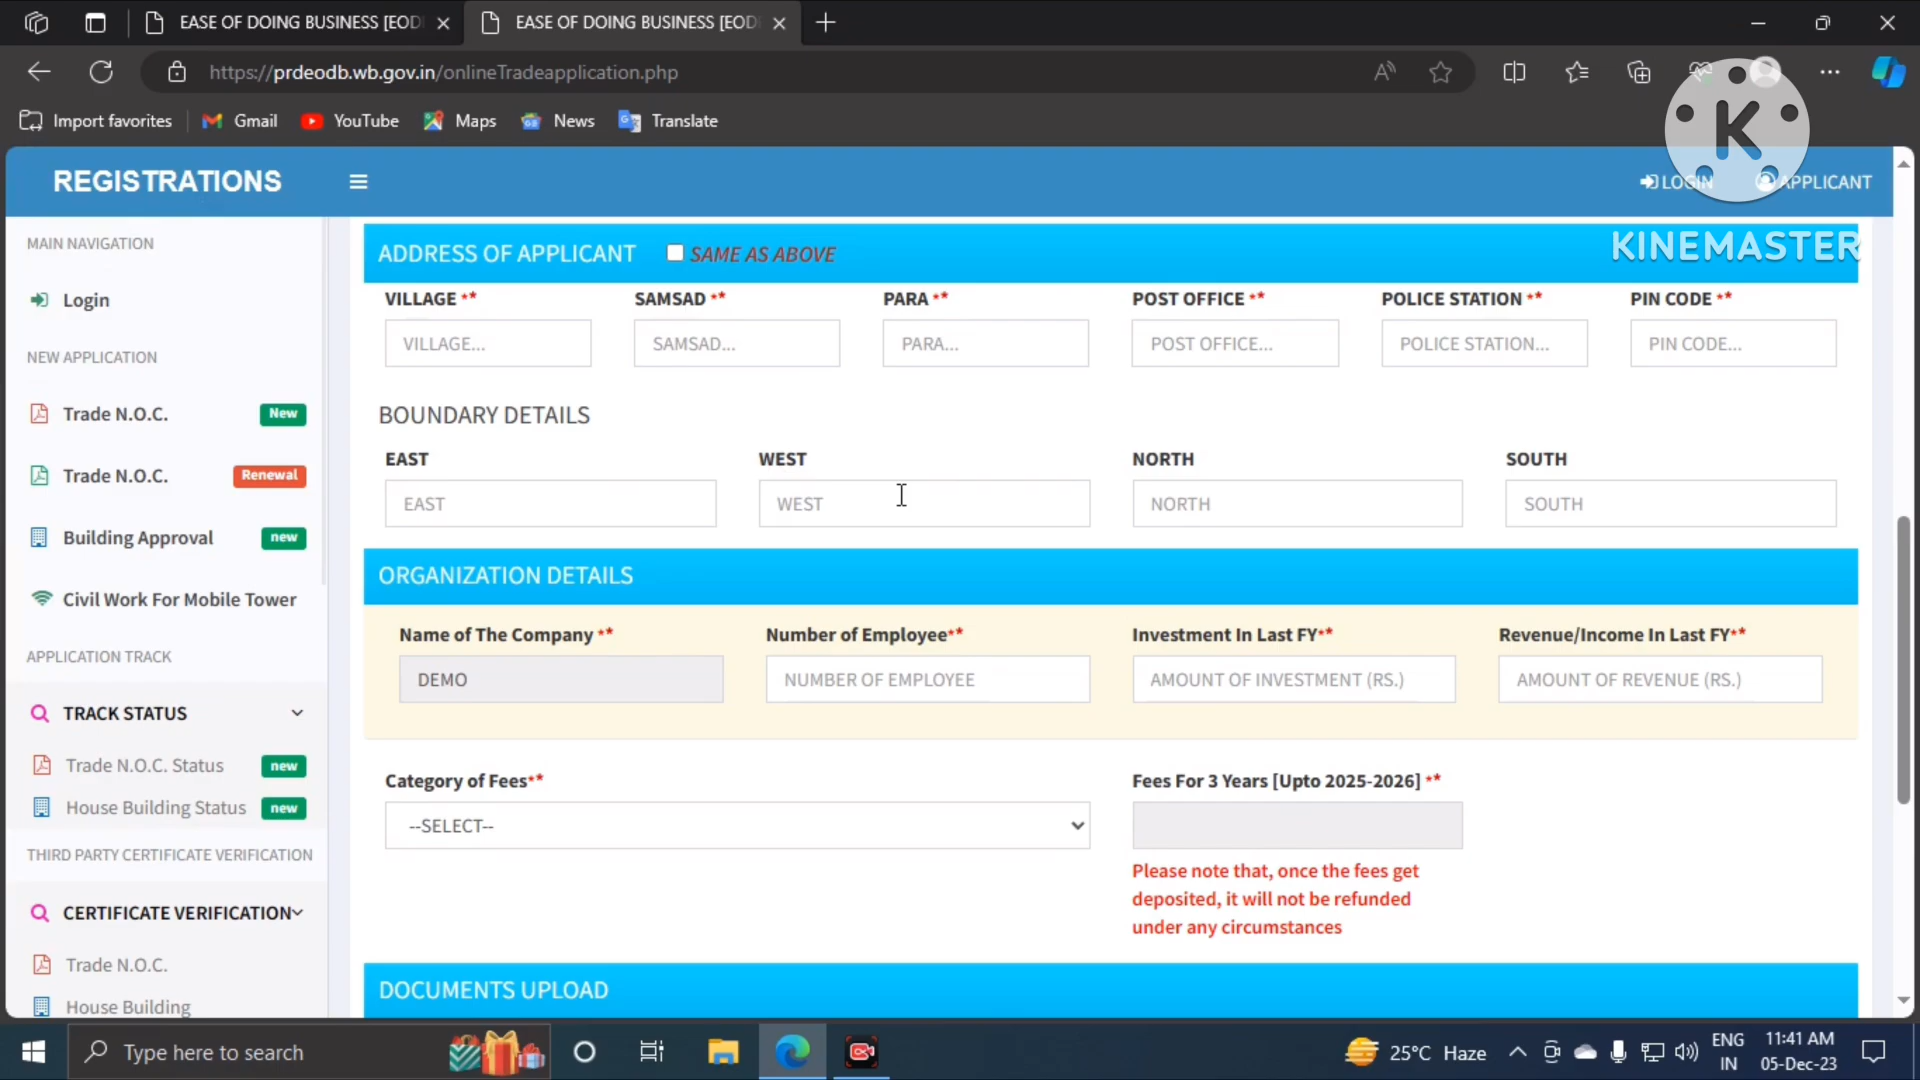 EASE OF DOING BUSINESS [EOD
EASE OF DOING BUSINESS [EOD
https://prdeodb.wb.gov.in/onlineTradeapplication.php
Import favorites
Gmail
YouTube
Maps
News
Translate
K
KINEMASTER
REGISTRATIONS
LOGIN
APPLICANT
MAIN NAVIGATION
Login
NEW APPLICATION
Trade N.O.C. New
Trade N.O.C. Renewal
Building Approval new
Civil Work For Mobile Tower
APPLICATION TRACK
TRACK STATUS
Trade N.O.C. Status new
House Building Status new
THIRD PARTY CERTIFICATE VERIFICATION
CERTIFICATE VERIFICATION
Trade N.O.C.
House Building
ADDRESS OF APPLICANT SAME AS ABOVE
VILLAGE ** SAMSAD ** PARA ** POST OFFICE ** POLICE STATION ** PIN CODE **
VILLAGE... SAMSAD... PARA... POST OFFICE... POLICE STATION... PIN CODE...
BOUNDARY DETAILS
EAST WEST NORTH SOUTH
EAST WEST NORTH SOUTH
ORGANIZATION DETAILS
Name of The Company ** Number of Employee** Investment In Last FY** Revenue/Income In Last FY**
DEMO NUMBER OF EMPLOYEE AMOUNT OF INVESTMENT (RS.) AMOUNT OF REVENUE (RS.)
Category of Fees** Fees For 3 Years [Upto 2025-2026] **
--SELECT--
Please note that, once the fees get
deposited, it will not be refunded
under any circumstances
DOCUMENTS UPLOAD
Type here to search
25°C Haze
ENG
IN
11:41 AM
05-Dec-23